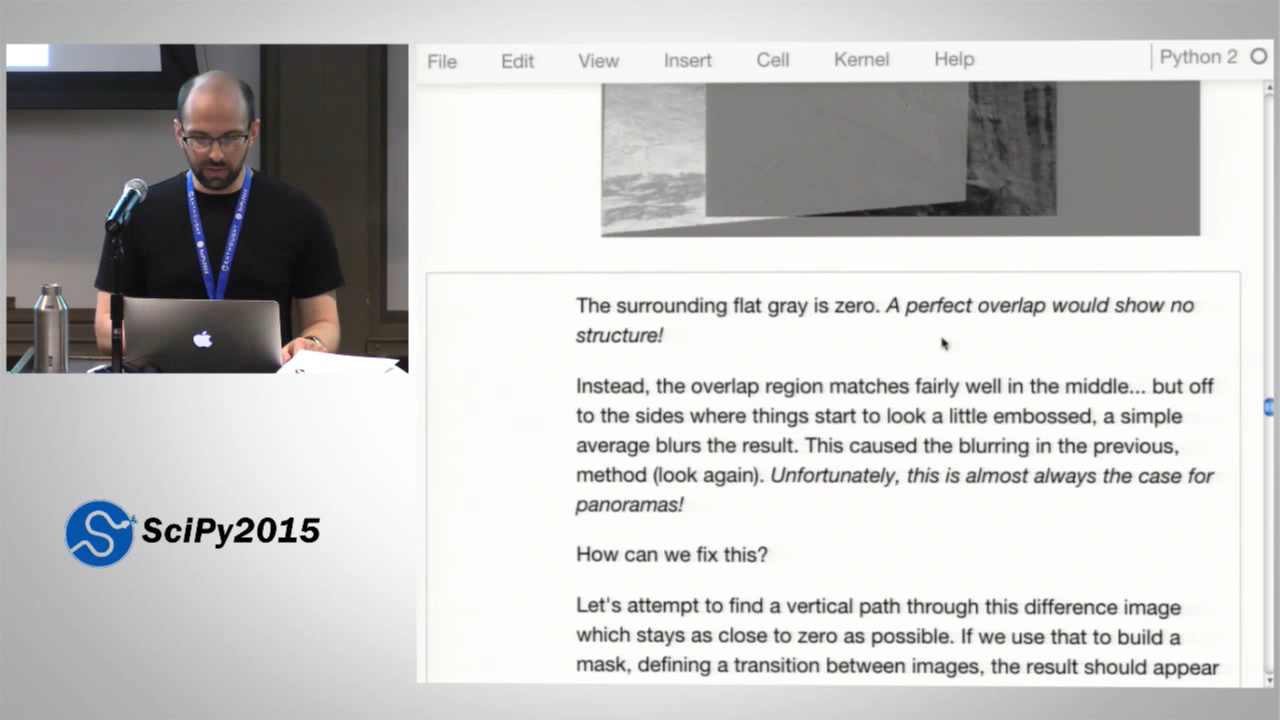 File Edit View Insert Cell Kernel Help Python 2
The surrounding flat gray is zero. A perfect overlap would show no
structure!
Instead, the overlap region matches fairly well in the middle... but off
to the sides where things start to look a little embossed, a simple
average blurs the result. This caused the blurring in the previous,
method (look again). Unfortunately, this is almost always the case for
panoramas!
How can we fix this?
Let's attempt to find a vertical path through this difference image
which stays as close to zero as possible. If we use that to build a
mask, defining a transition between images, the result should appear
ENTHOUGHT
SciPy2015